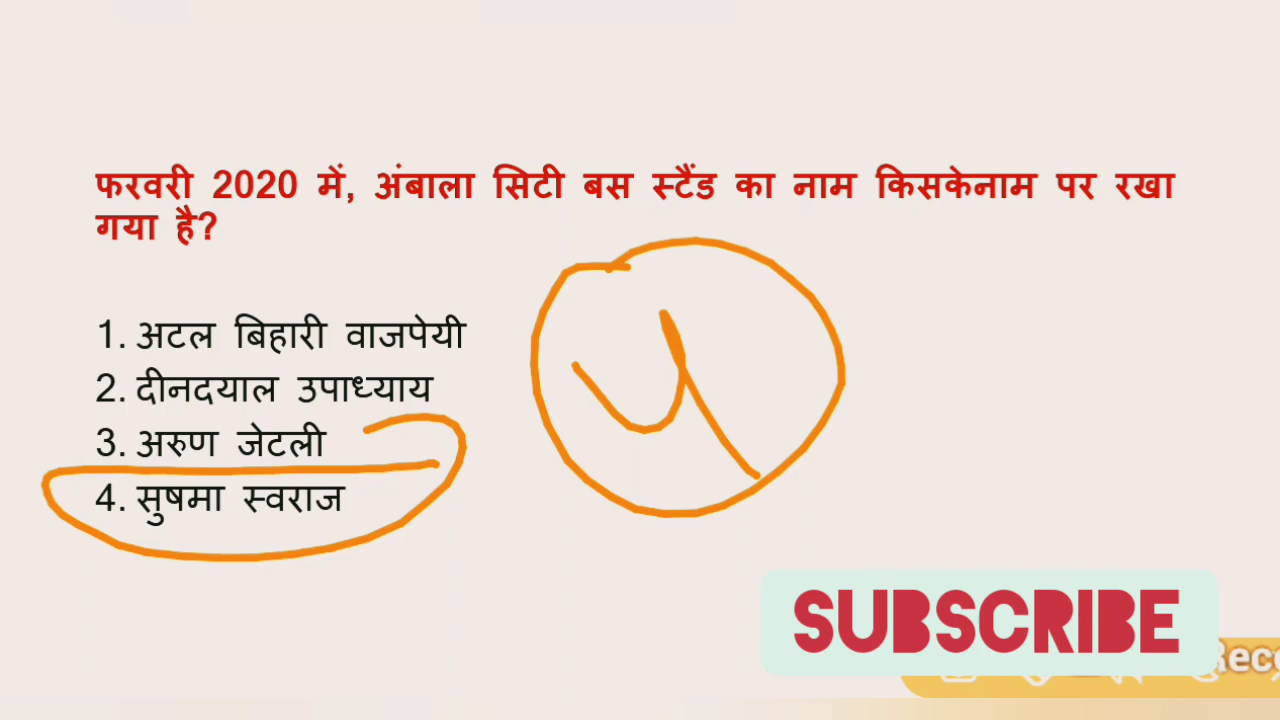 फरवरी 2020 में, अंबाला सिटी बस स्टैंड का नाम किसकेनाम पर रखा
गया है?
1. अटल बिहारी वाजपेयी
2. दीनदयाल उपाध्याय
3. अरुण जेटली
4. सुषमा स्वराज
५
SUBSCRIBE